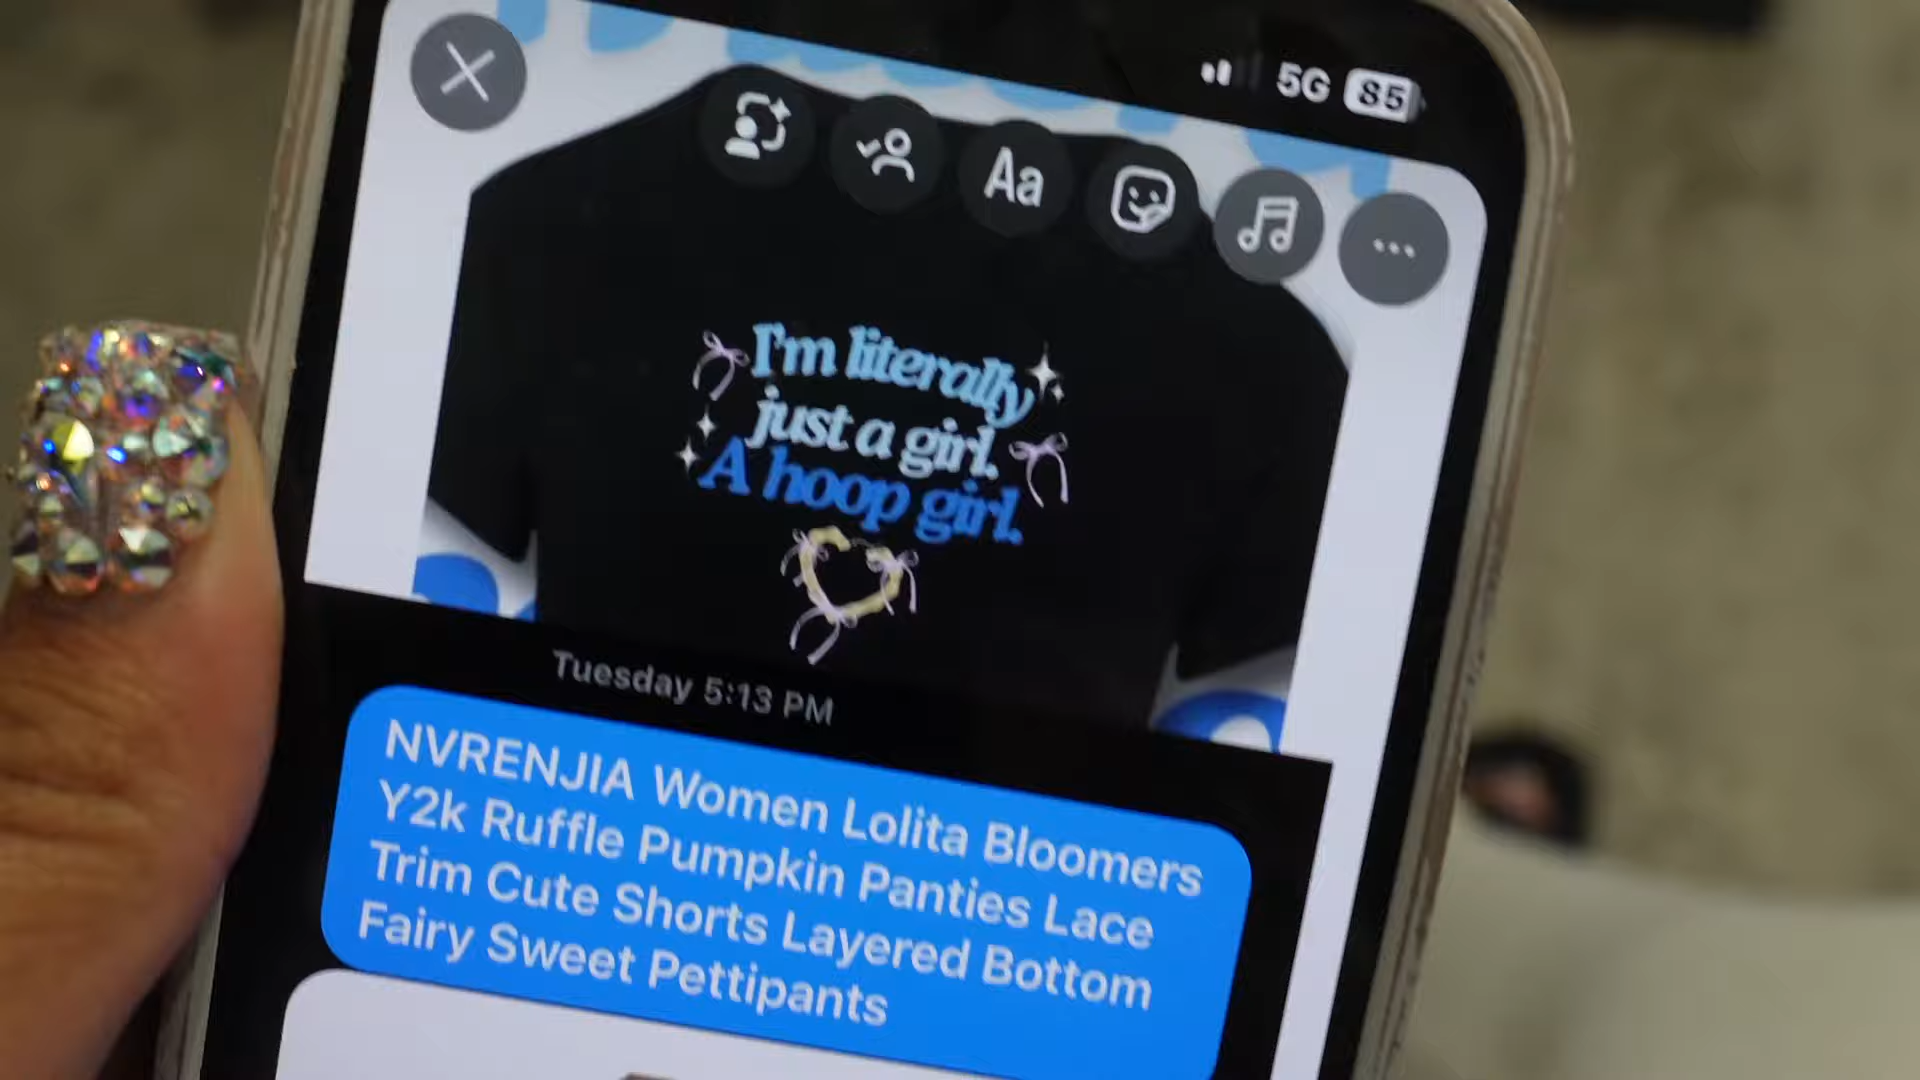 5G 85
Aa
I'm literally
just a girl.
A hoop girl.
Tuesday 5:13 PM
NVRENJIA Women Lolita Bloomers
Y2k Ruffle Pumpkin Panties Lace
Trim Cute Shorts Layered Bottom
Fairy Sweet Pettipants